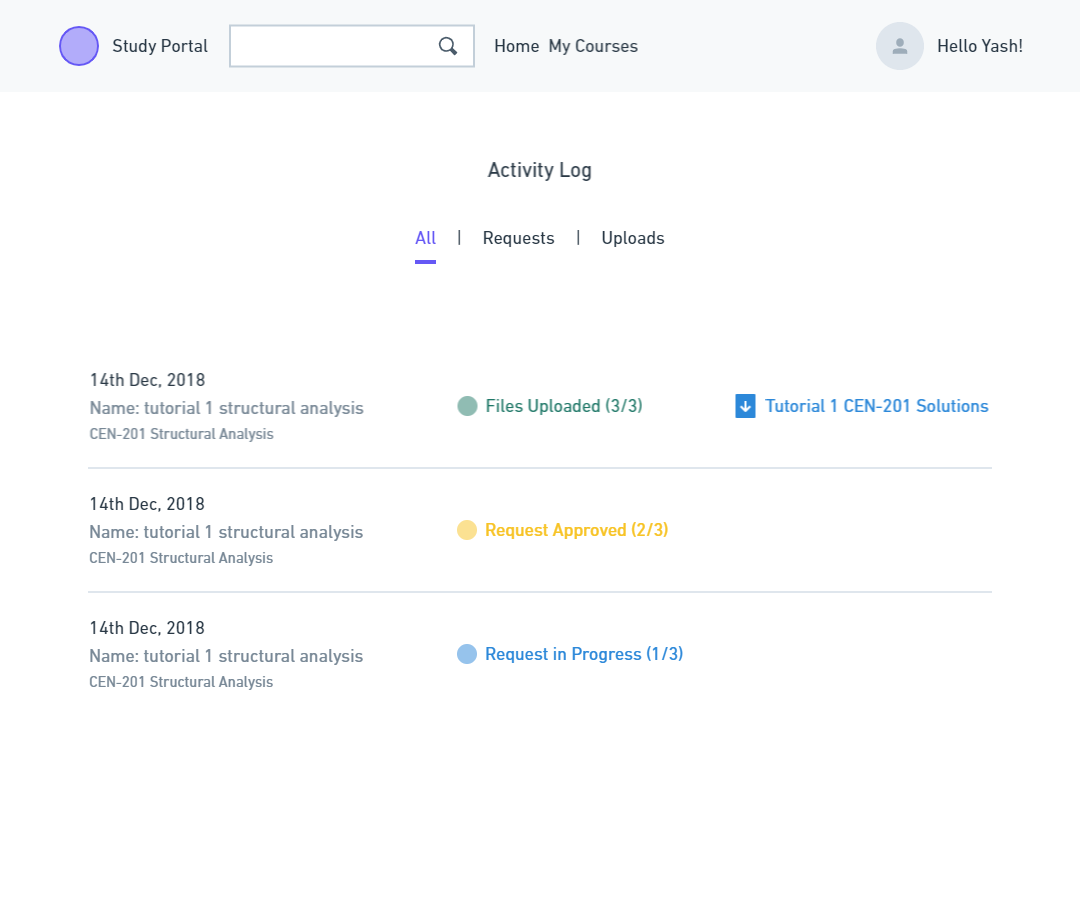 Study Portal
Home My Courses
Hello Yash!
Activity Log
All | Requests | Uploads
14th Dec, 2018
Name: tutorial 1 structural analysis
CEN-201 Structural Analysis
Files Uploaded (3/3)
Tutorial 1 CEN-201 Solutions
14th Dec, 2018
Name: tutorial 1 structural analysis
CEN-201 Structural Analysis
Request Approved (2/3)
14th Dec, 2018
Name: tutorial 1 structural analysis
CEN-201 Structural Analysis
Request in Progress (1/3)